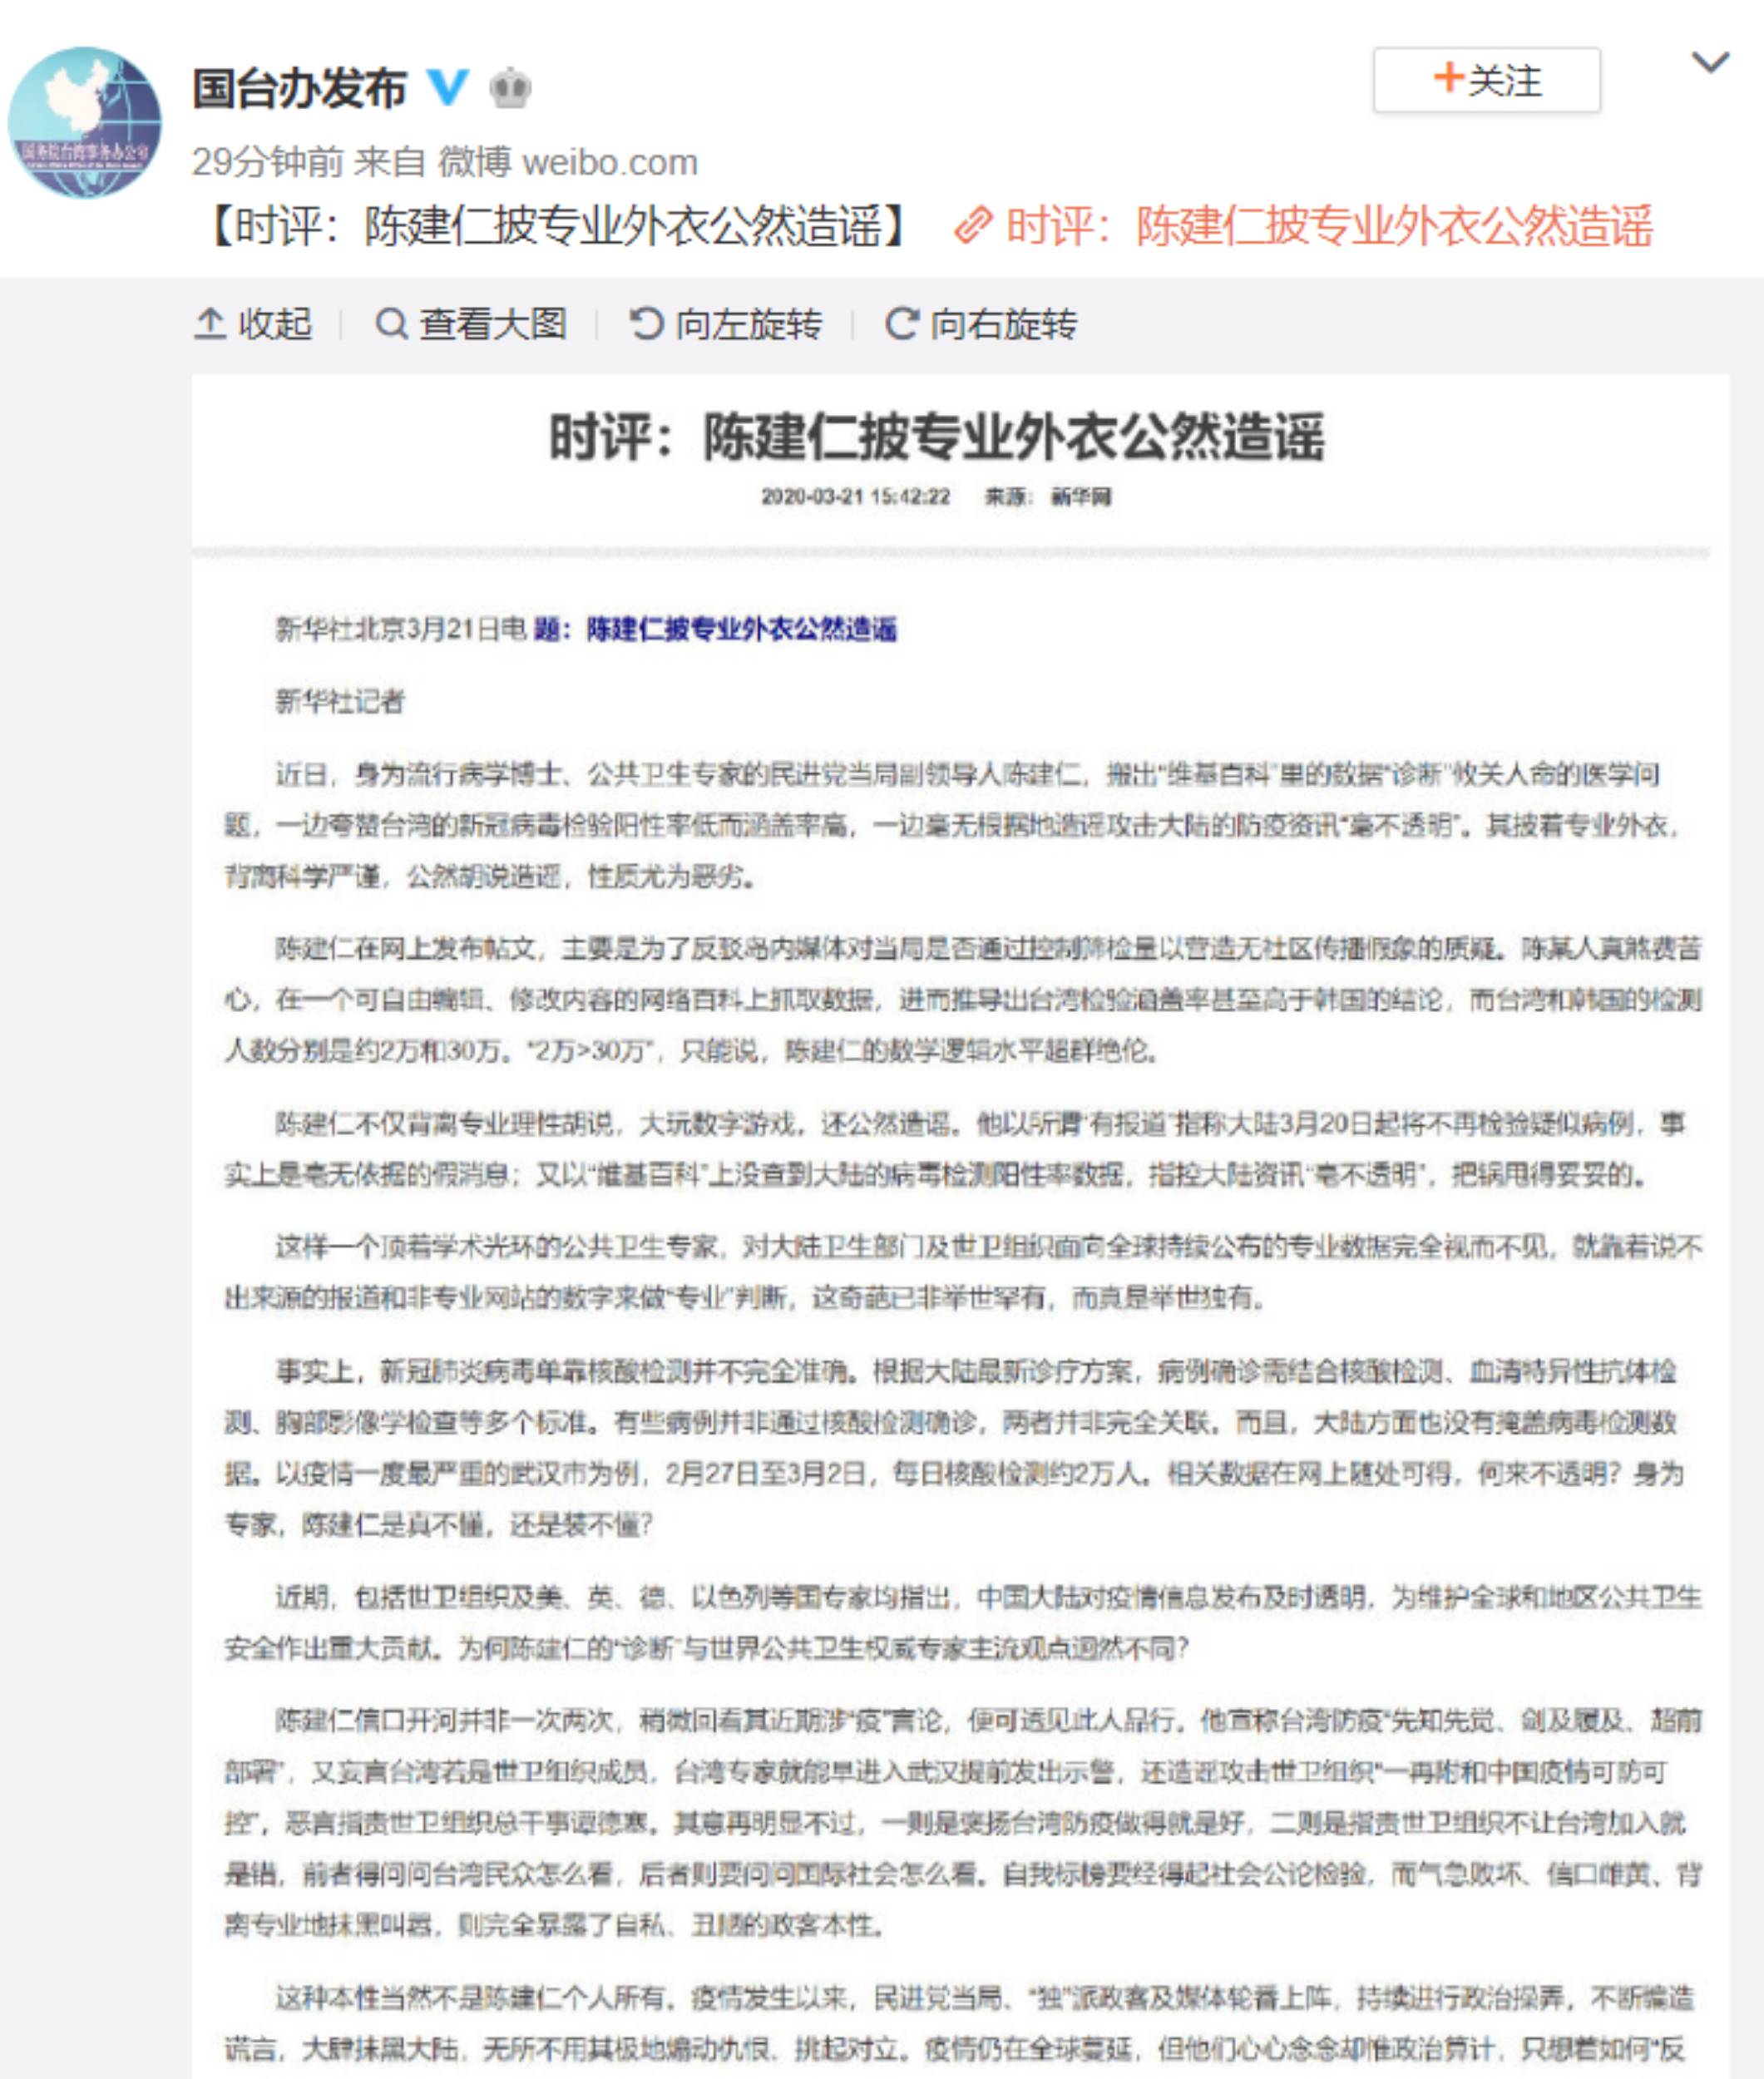 国务院台湾事务办公室
国台办发布
+关注
29分钟前 来自 微博 weibo.com
【时评：陈建仁披专业外衣公然造谣】 时评：陈建仁披专业外衣公然造谣
收起 查看大图 向左旋转 向右旋转
时评：陈建仁披专业外衣公然造谣
2020-03-21 15:42:22 来源： 新华网
新华社北京3月21日电 题：陈建仁披专业外衣公然造谣
新华社记者
近日，身为流行病学博士、公共卫生专家的民进党当局副领导人陈建仁，搬出“维基百科”里的数据“诊断”攸关人命的医学问
题，一边夸赞台湾的新冠病毒检验阳性率低而涵盖率高，一边毫无根据地造谣攻击大陆的防疫资讯“毫不透明”。其披着专业外衣，
背离科学严谨，公然胡说造谣，性质尤为恶劣。
陈建仁在网上发布帖文，主要是为了反驳岛内媒体对当局是否通过控制筛检量以营造无社区传播假象的质疑。陈某人真煞费苦
心，在一个可自由编辑、修改内容的网络百科上抓取数据，进而推导出台湾检验涵盖率甚至高于韩国的结论，而台湾和韩国的检测
人数分别是约2万和30万。“2万>30万”，只能说，陈建仁的数学逻辑水平超群绝伦。
陈建仁不仅背离专业理性胡说，大玩数字游戏，还公然造谣。他以所谓“有报道”指称大陆3月20日起将不再检验疑似病例，事
实上是毫无依据的假消息；又以“维基百科”上没查到大陆的病毒检测阳性率数据，指控大陆资讯“毫不透明”，把锅甩得妥妥的。
这样一个顶着学术光环的公共卫生专家，对大陆卫生部门及世卫组织面向全球持续公布的专业数据完全视而不见，就靠着说不
出来源的报道和非专业网站的数字来做“专业”判断，这奇葩已非举世罕有，而真是举世独有。
事实上，新冠肺炎病毒单靠核酸检测并不完全准确。根据大陆最新诊疗方案，病例确诊需结合核酸检测、血清特异性抗体检
测、胸部影像学检查等多个标准。有些病例并非通过核酸检测确诊，两者并非完全关联。而且，大陆方面也没有掩盖病毒检测数
据。以疫情一度最严重的武汉市为例，2月27日至3月2日，每日核酸检测约2万人。相关数据在网上随处可得，何来不透明？身为
专家，陈建仁是真不懂，还是装不懂？
近期，包括世卫组织及美、英、德、以色列等国专家均指出，中国大陆对疫情信息发布及时透明，为维护全球和地区公共卫生
安全作出重大贡献。为何陈建仁的“诊断”与世界公共卫生权威专家主流观点迥然不同？
陈建仁信口开河并非一次两次，稍微回看其近期涉“疫”言论，便可透见此人品行。他宣称台湾防疫“先知先觉、剑及履及、超前
部署”，又妄言台湾若是世卫组织成员，台湾专家就能早进入武汉提前发出示警，还造谣攻击世卫组织“一再附和中国疫情可防可
控”，恶言指责世卫组织总干事谭德塞。其意再明显不过，一则是褒扬台湾防疫做得就是好，二则是指责世卫组织不让台湾加入就
是错，前者得问问台湾民众怎么看，后者则要问问国际社会怎么看。自我标榜要经得起社会公论检验，而气急败坏、信口雌黄、背
离专业地抹黑叫嚣，则完全暴露了自私、丑陋的政客本性。
这种本性当然不是陈建仁个人所有。疫情发生以来，民进党当局、“独”派政客及媒体轮番上阵，持续进行政治操弄，不断编造
谎言，大肆抹黑大陆，无所不用其极地煽动仇恨、挑起对立。疫情仍在全球蔓延，但他们心心念念却惟政治算计，只想着如何“反